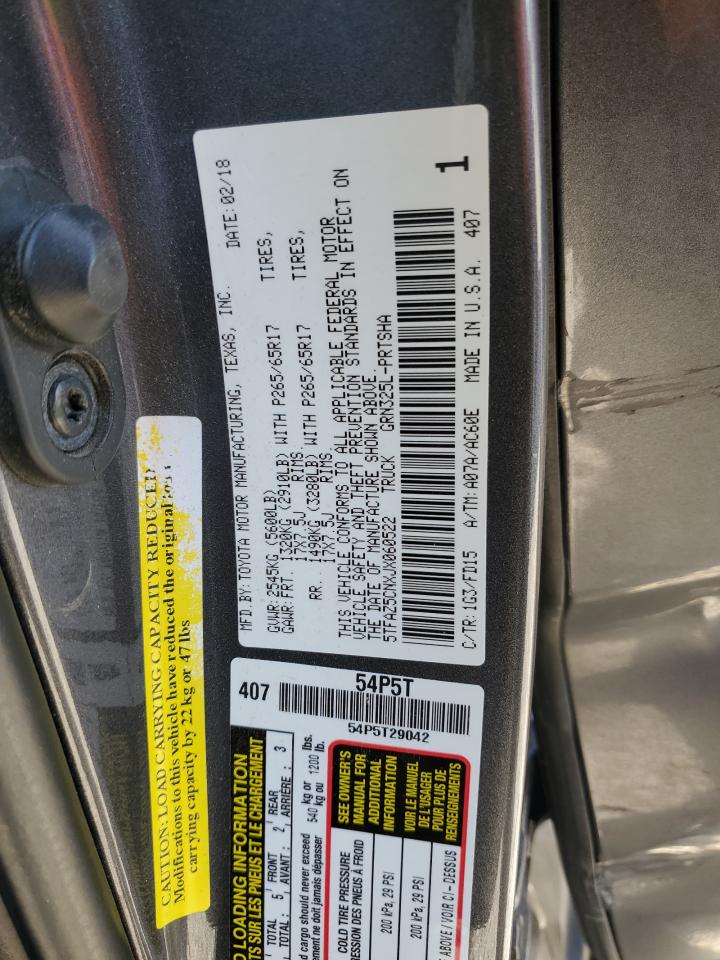 MFD. BY: TOYOTA MOTOR MANUFACTURING, TEXAS, INC. DATE: 02/18
GVWR: 2545KG (5600LB)
GAWR: FRT. 1320KG (2910LB) WITH P265/65R17 TIRES,
17X7.5J RIMS,
RR. 1490KG (3280LB) WITH P265/65R17 TIRES,
17X7.5J RIMS
THIS VEHICLE CONFORMS TO ALL APPLICABLE FEDERAL MOTOR
VEHICLE SAFETY AND THEFT PREVENTION STANDARDS IN EFFECT ON
THE DATE OF MANUFACTURE SHOWN ABOVE.
5TFAZ5CNXJX060522 TRUCK GRN325L-PRTSHA
1
C/TR: 1G3/FD15 A/TM: A07A/AC60E MADE IN U.S.A. 407
CAUTION: LOAD CARRYING CAPACITY REDUCED
Modifications to this vehicle have reduced the original load
carrying capacity by 22 kg or 47 lbs
407 54P5T
54P5T29042
LOADING INFORMATION
SUR LES PNEUS ET LE CHARGEMENT
TOTAL : 5 FRONT 2 REAR 3
TOTAL : AVANT : ARRIÈRE :
cargo should never exceed 540 kg or 1200 lbs.
ne doit jamais dépasser kg ou lb.
COLD TIRE PRESSURE
DES PNEUS À FROID
SEE OWNER'S
MANUAL FOR
ADDITIONAL
INFORMATION
200 kPa, 29 PSI
VOIR LE MANUEL
DE L'USAGER
POUR PLUS DE
RENSEIGNEMENTS
200 kPa, 29 PSI
ABOVE / VOIR CI-DESSUS